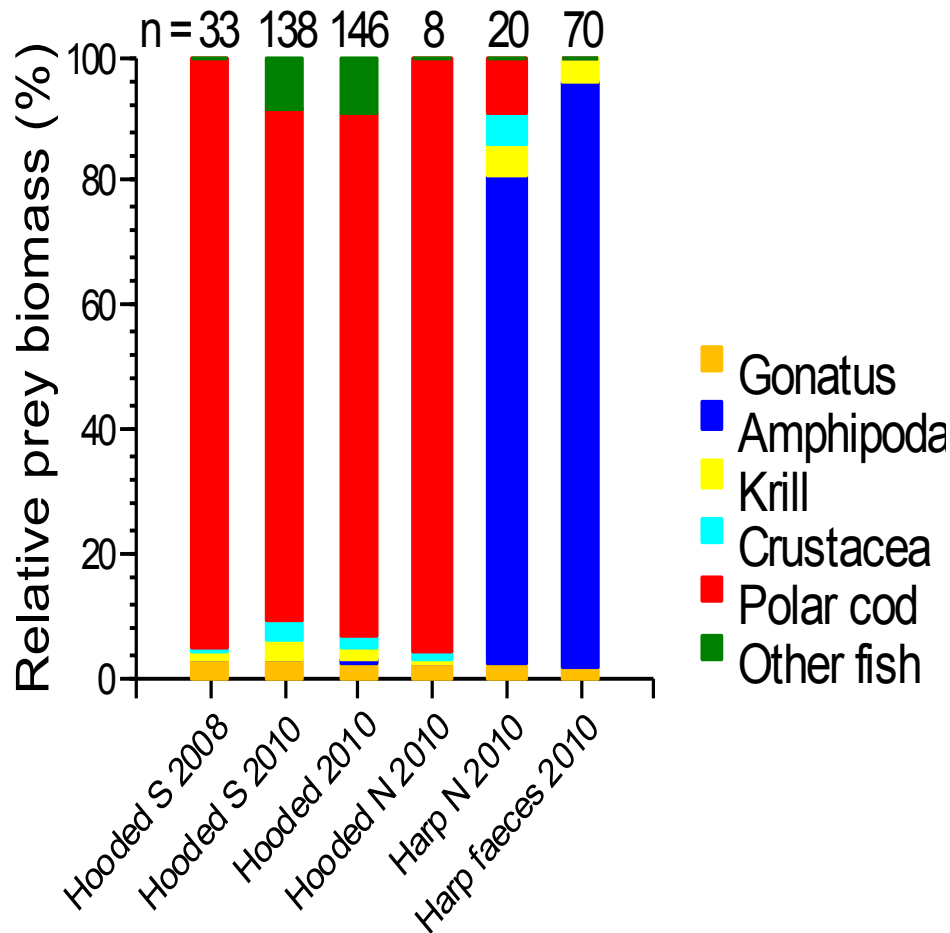 n = 33 138 146 8 20 70
Relative prey biomass (%)
100
80
60
40
20
0
Gonatus
Amphipoda
Krill
Crustacea
Polar cod
Other fish
Hooded S 2008
Hooded S 2010
Hooded 2010
Hooded N 2010
Harp N 2010
Harp faeces 2010